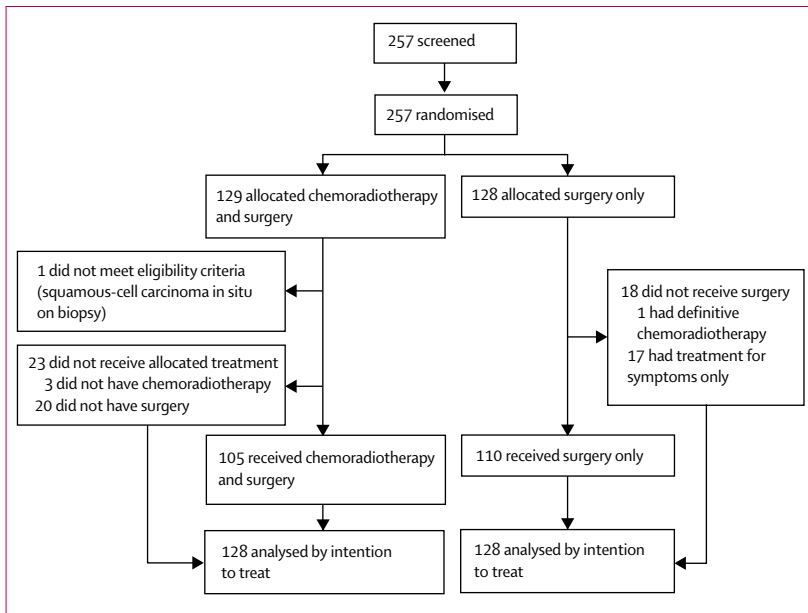 257 screened
257 randomised
129 allocated chemoradiotherapy
and surgery
128 allocated surgery only
1 did not meet eligibility criteria
(squamous-cell carcinoma in situ
on biopsy)
18 did not receive surgery
1 had definitive
chemoradiotherapy
17 had treatment for
symptoms only
23 did not receive allocated treatment
3 did not have chemoradiotherapy
20 did not have surgery
105 received chemoradiotherapy
and surgery
110 received surgery only
128 analysed by intention
to treat
128 analysed by intention
to treat